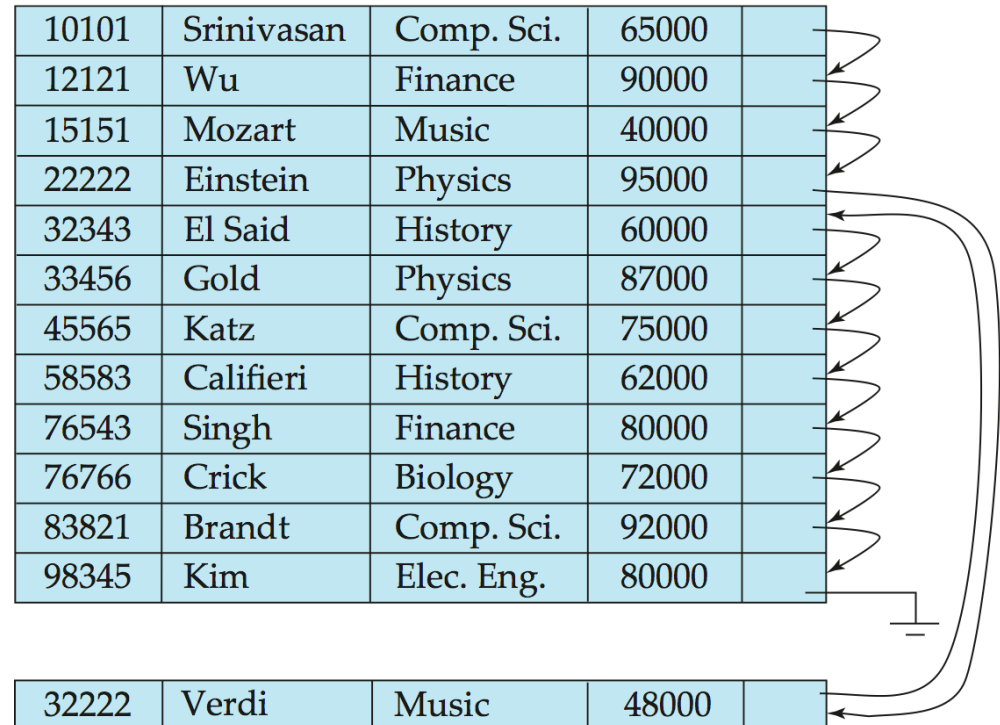 10101 Srinivasan Comp. Sci. 65000
12121 Wu Finance 90000
15151 Mozart Music 40000
22222 Einstein Physics 95000
32343 El Said History 60000
33456 Gold Physics 87000
45565 Katz Comp. Sci. 75000
58583 Califieri History 62000
76543 Singh Finance 80000
76766 Crick Biology 72000
83821 Brandt Comp. Sci. 92000
98345 Kim Elec. Eng. 80000
32222 Verdi Music 48000